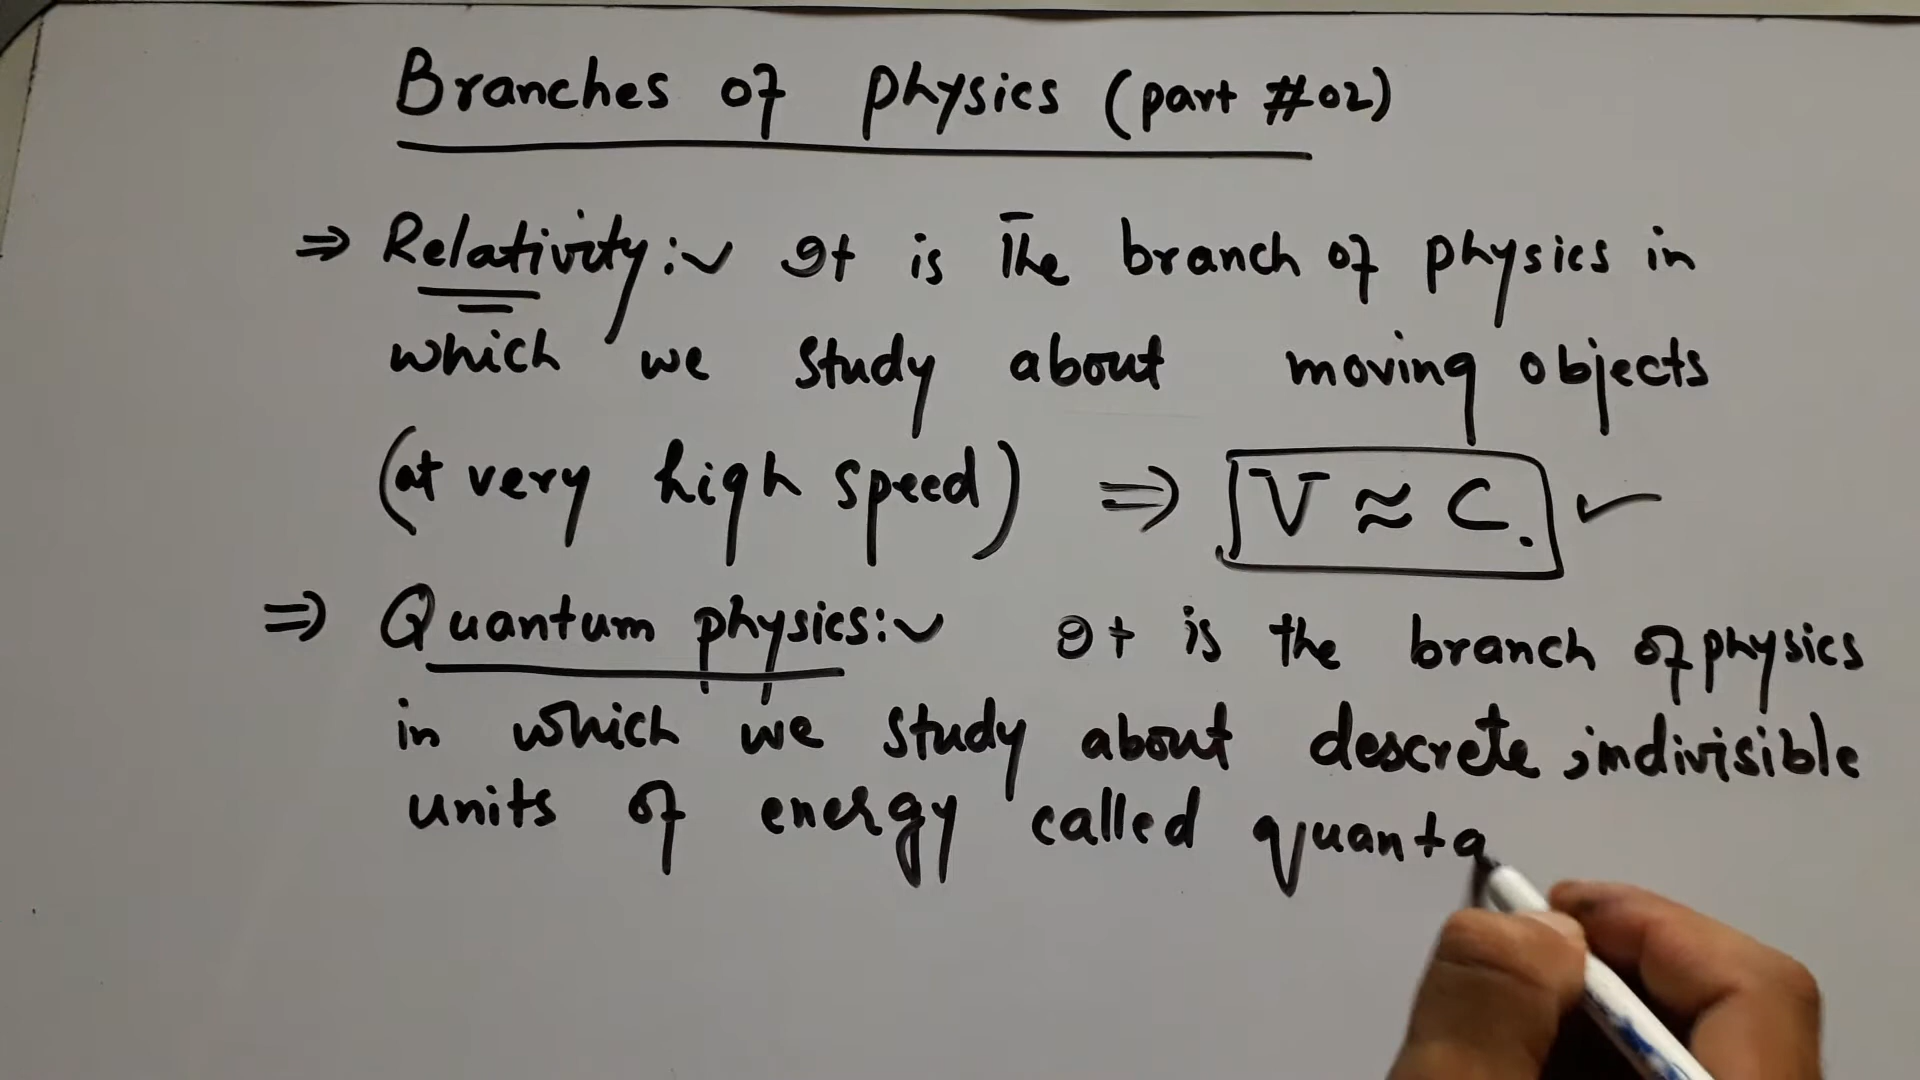 Branches of physics (part #02)
⇒ Relativity:~ It is the branch of physics in
which we study about moving objects
(at very high speed) ⇒ V ≈ C. ✓
⇒ Quantum physics:~ It is the branch of physics
in which we study about descrete, indivisible
units of energy called quanta